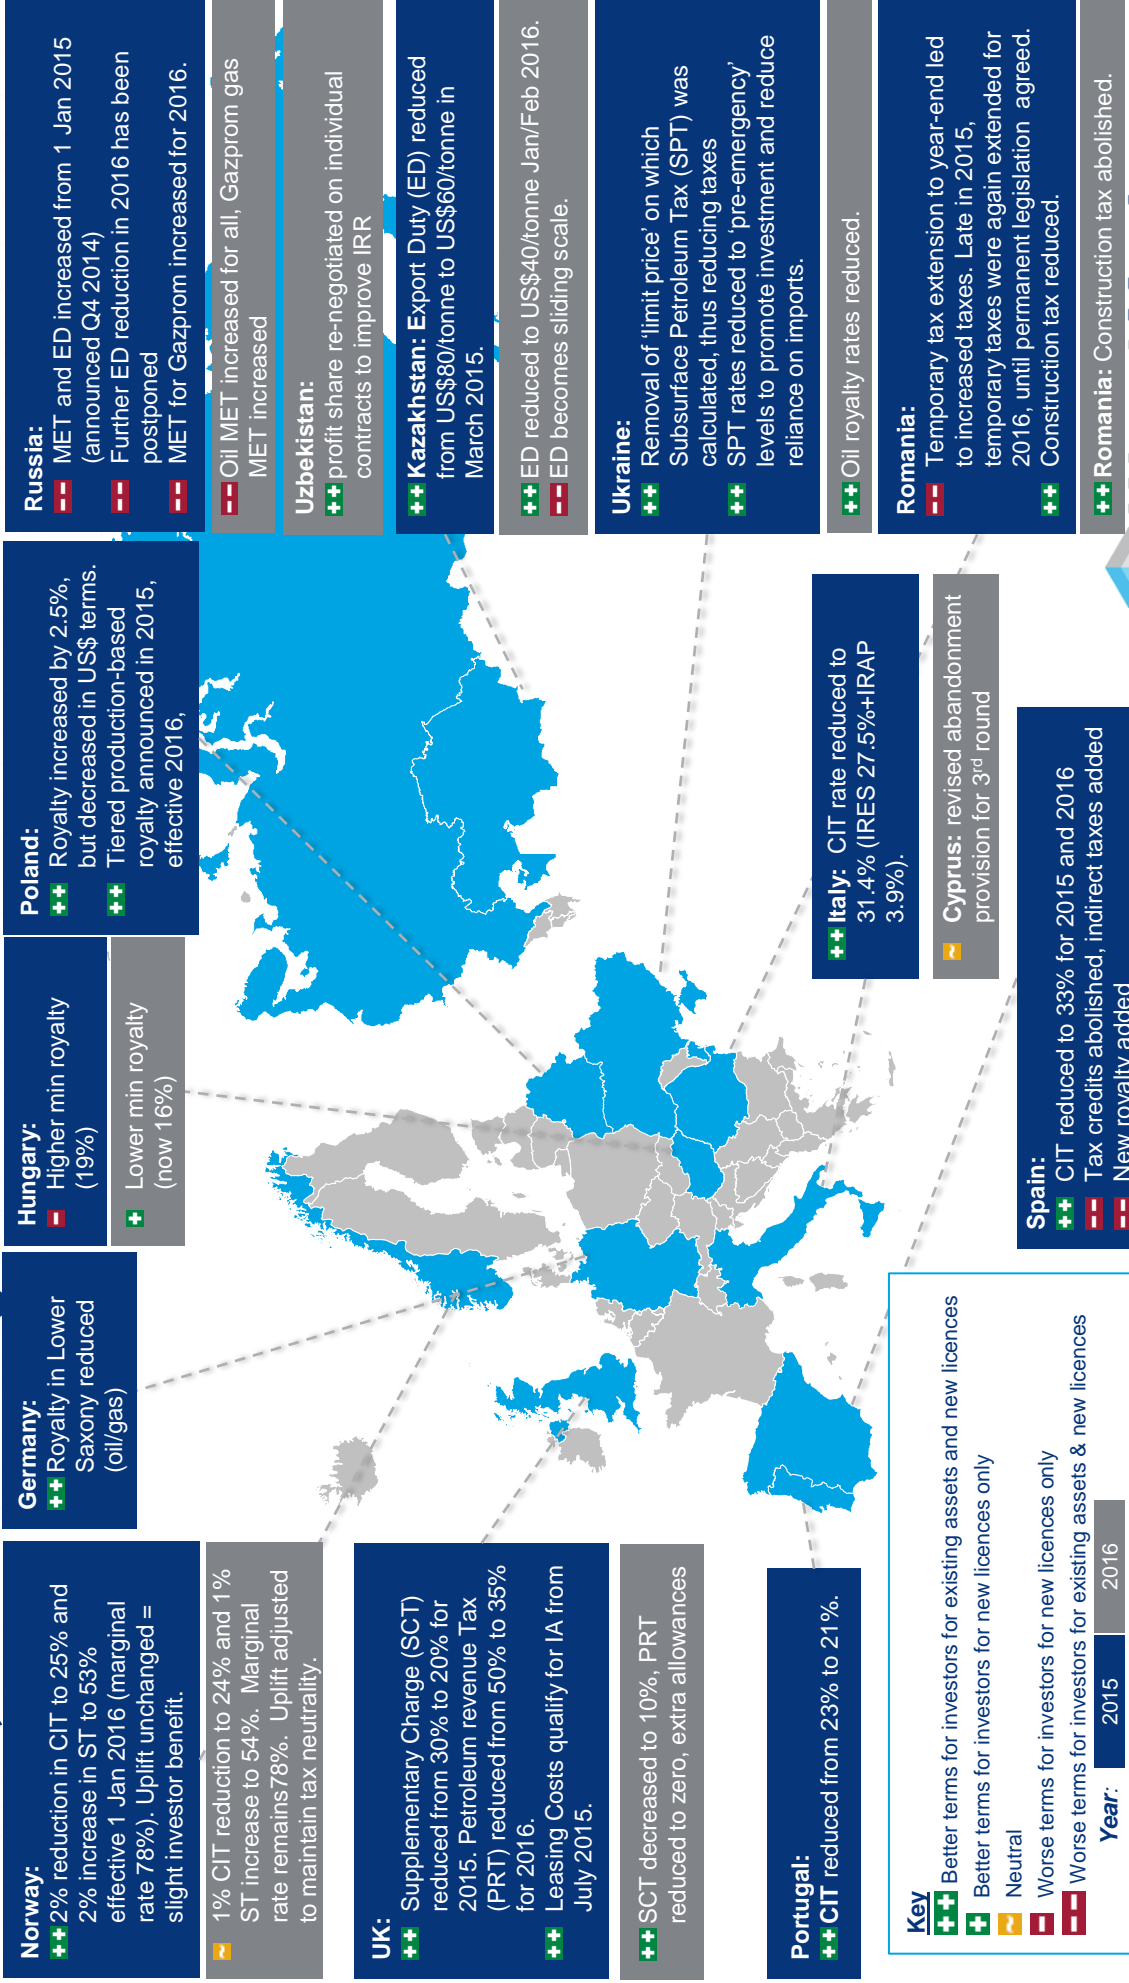 Norway:
++ 2% reduction in CIT to 25% and
2% increase in ST to 53%
effective 1 Jan 2016 (marginal
rate 78%). Uplift unchanged =
slight investor benefit.
~ 1% CIT reduction to 24% and 1%
ST increase to 54%. Marginal
rate remains78%. Uplift adjusted
to maintain tax neutrality.
UK:
++ Supplementary Charge (SCT)
reduced from 30% to 20% for
2015. Petroleum revenue Tax
(PRT) reduced from 50% to 35%
for 2016.
++ Leasing Costs qualify for IA from
July 2015.
++ SCT decreased to 10%, PRT
reduced to zero, extra allowances
Portugal:
++ CIT reduced from 23% to 21%.
Germany:
++ Royalty in Lower
Saxony reduced
(oil/gas)
Hungary:
- Higher min royalty
(19%)
+ Lower min royalty
(now 16%)
Poland:
++ Royalty increased by 2.5%,
but decreased in US$ terms.
++ Tiered production-based
royalty announced in 2015,
effective 2016,
Russia:
-- MET and ED increased from 1 Jan 2015
(announced Q4 2014)
-- Further ED reduction in 2016 has been
postponed
-- MET for Gazprom increased for 2016.
-- Oil MET increased for all, Gazprom gas
MET increased
Uzbekistan:
++ profit share re-negotiated on individual
contracts to improve IRR
++ Kazakhstan: Export Duty (ED) reduced
from US$80/tonne to US$60/tonne in
March 2015.
++ ED reduced to US$40/tonne Jan/Feb 2016.
-- ED becomes sliding scale.
Ukraine:
++ Removal of 'limit price' on which
Subsurface Petroleum Tax (SPT) was
calculated, thus reducing taxes
++ SPT rates reduced to 'pre-emergency'
levels to promote investment and reduce
reliance on imports.
++ Oil royalty rates reduced.
Romania:
-- Temporary tax extension to year-end led
to increased taxes. Late in 2015,
temporary taxes were again extended for
2016, until permanent legislation agreed.
++ Construction tax reduced.
++ Romania: Construction tax abolished.
++ Italy: CIT rate reduced to
31.4% (IRES 27.5%+IRAP
3.9%).
~ Cyprus: revised abandonment
provision for 3rd round
Spain:
++ CIT reduced to 33% for 2015 and 2016
-- Tax credits abolished, indirect taxes added
-- New royalty added
Key
++ Better terms for investors for existing assets and new licences
+ Better terms for investors for new licences only
~ Neutral
- Worse terms for investors for new licences only
-- Worse terms for investors for existing assets & new licences
Year: 2015 2016